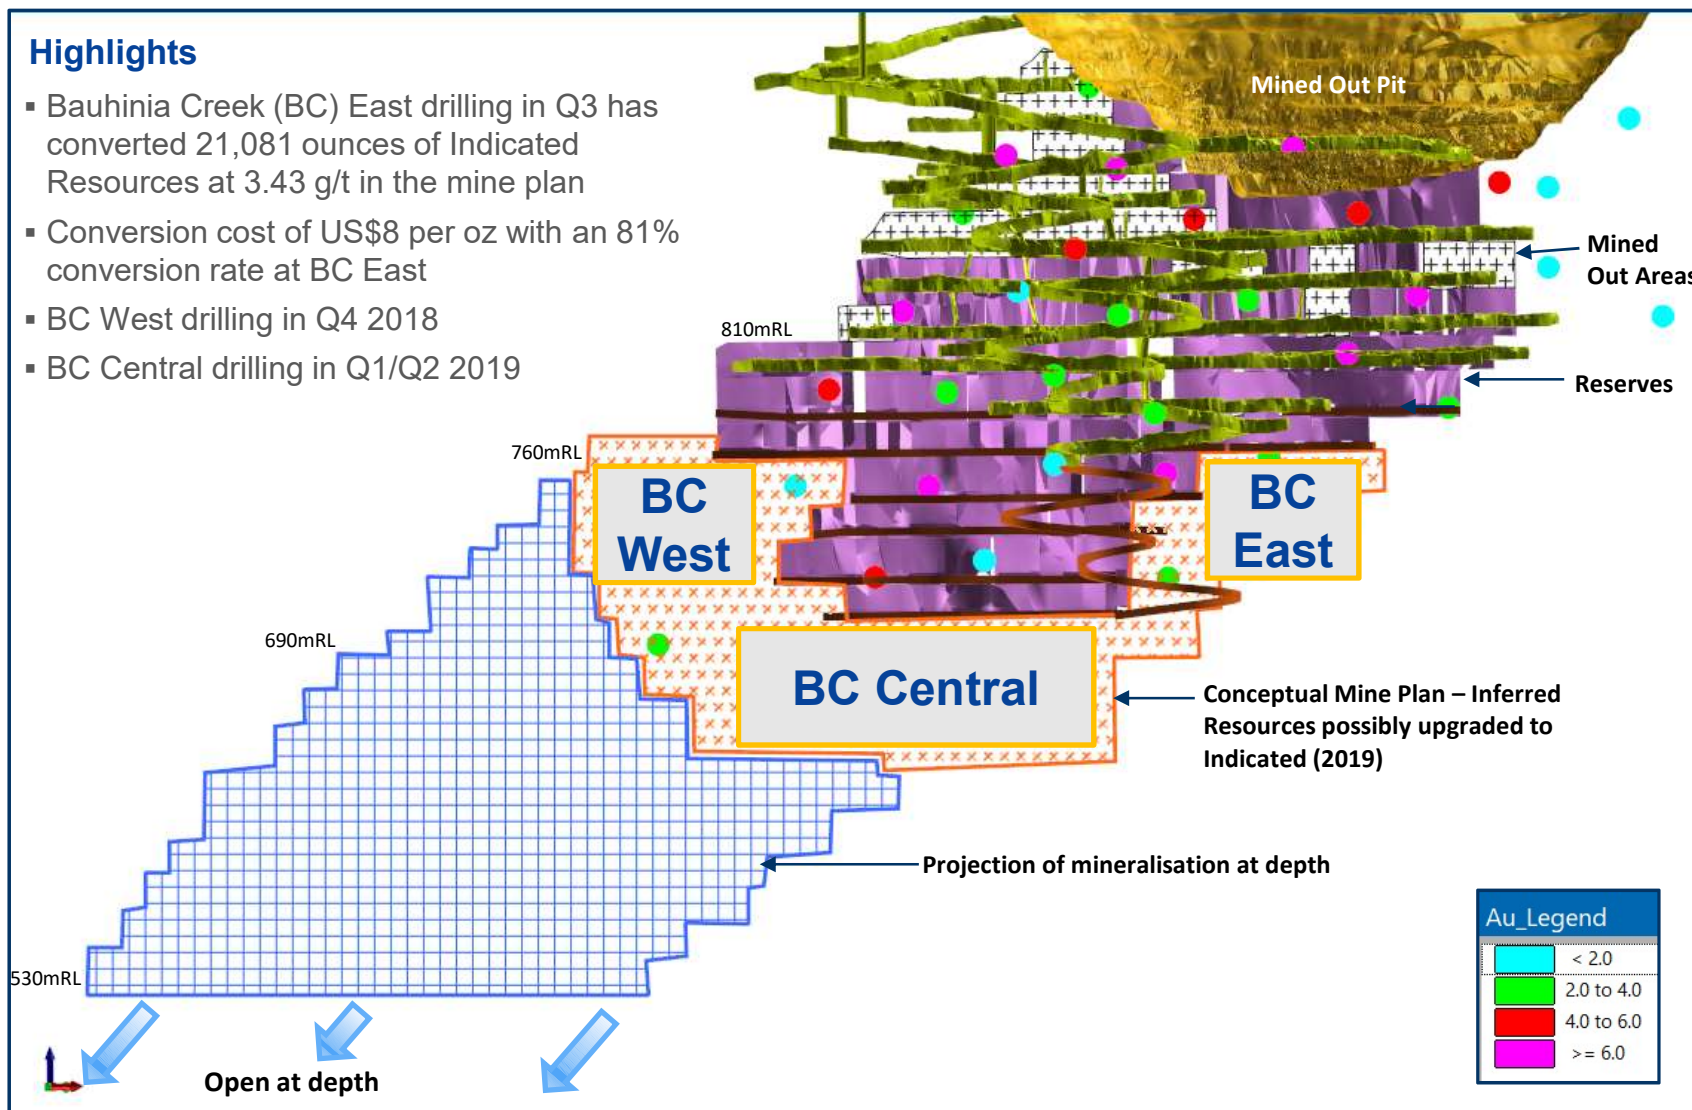 Highlights
▪ Bauhinia Creek (BC) East drilling in Q3 has
converted 21,081 ounces of Indicated
Resources at 3.43 g/t in the mine plan
▪ Conversion cost of US$8 per oz with an 81%
conversion rate at BC East
▪ BC West drilling in Q4 2018
▪ BC Central drilling in Q1/Q2 2019
Mined Out Pit
Mined
Out Areas
810mRL
Reserves
760mRL
BC
West
BC
East
690mRL
BC Central
Conceptual Mine Plan – Inferred
Resources possibly upgraded to
Indicated (2019)
Projection of mineralisation at depth
530mRL
Open at depth
Au_Legend
< 2.0
2.0 to 4.0
4.0 to 6.0
>= 6.0